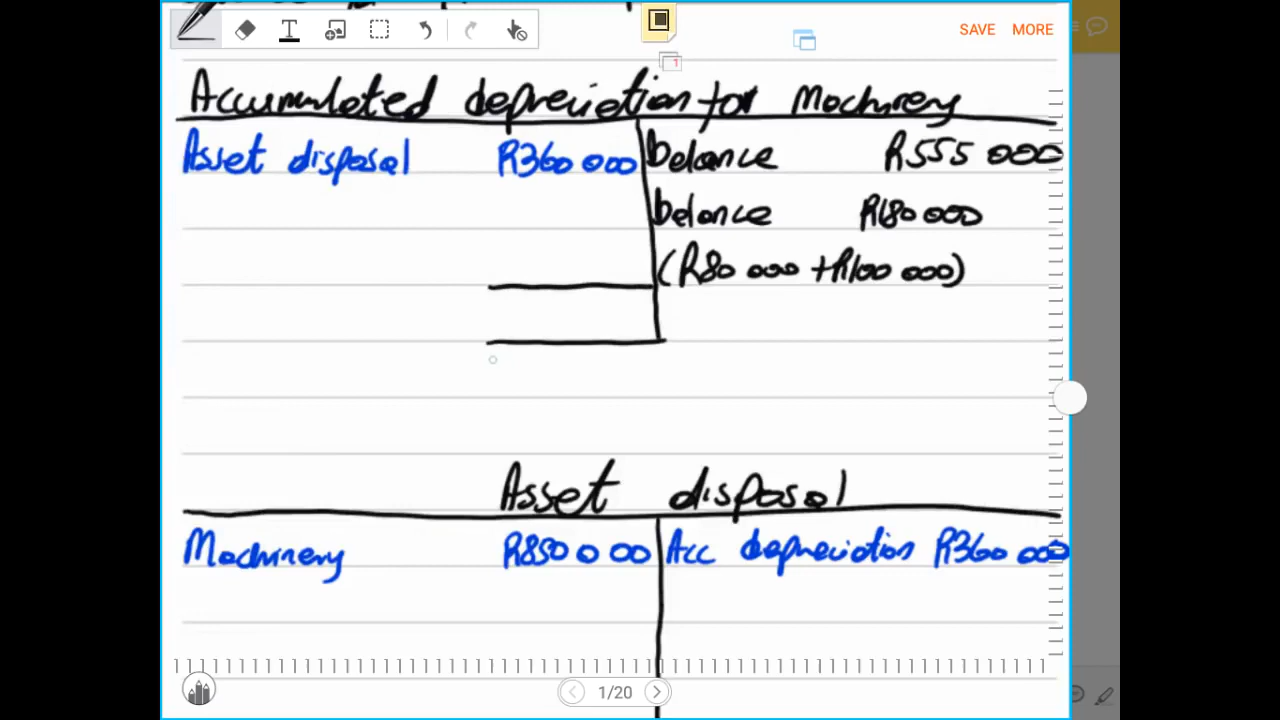 SAVE MORE
1
Accumulated depreciation for Machinery
Asset disposal R360 000 balance R555 000
balance R180 000
(R80 000 + R100 000)
Asset disposal
Machinery R850 000 Acc depreciation R360 000
1/20